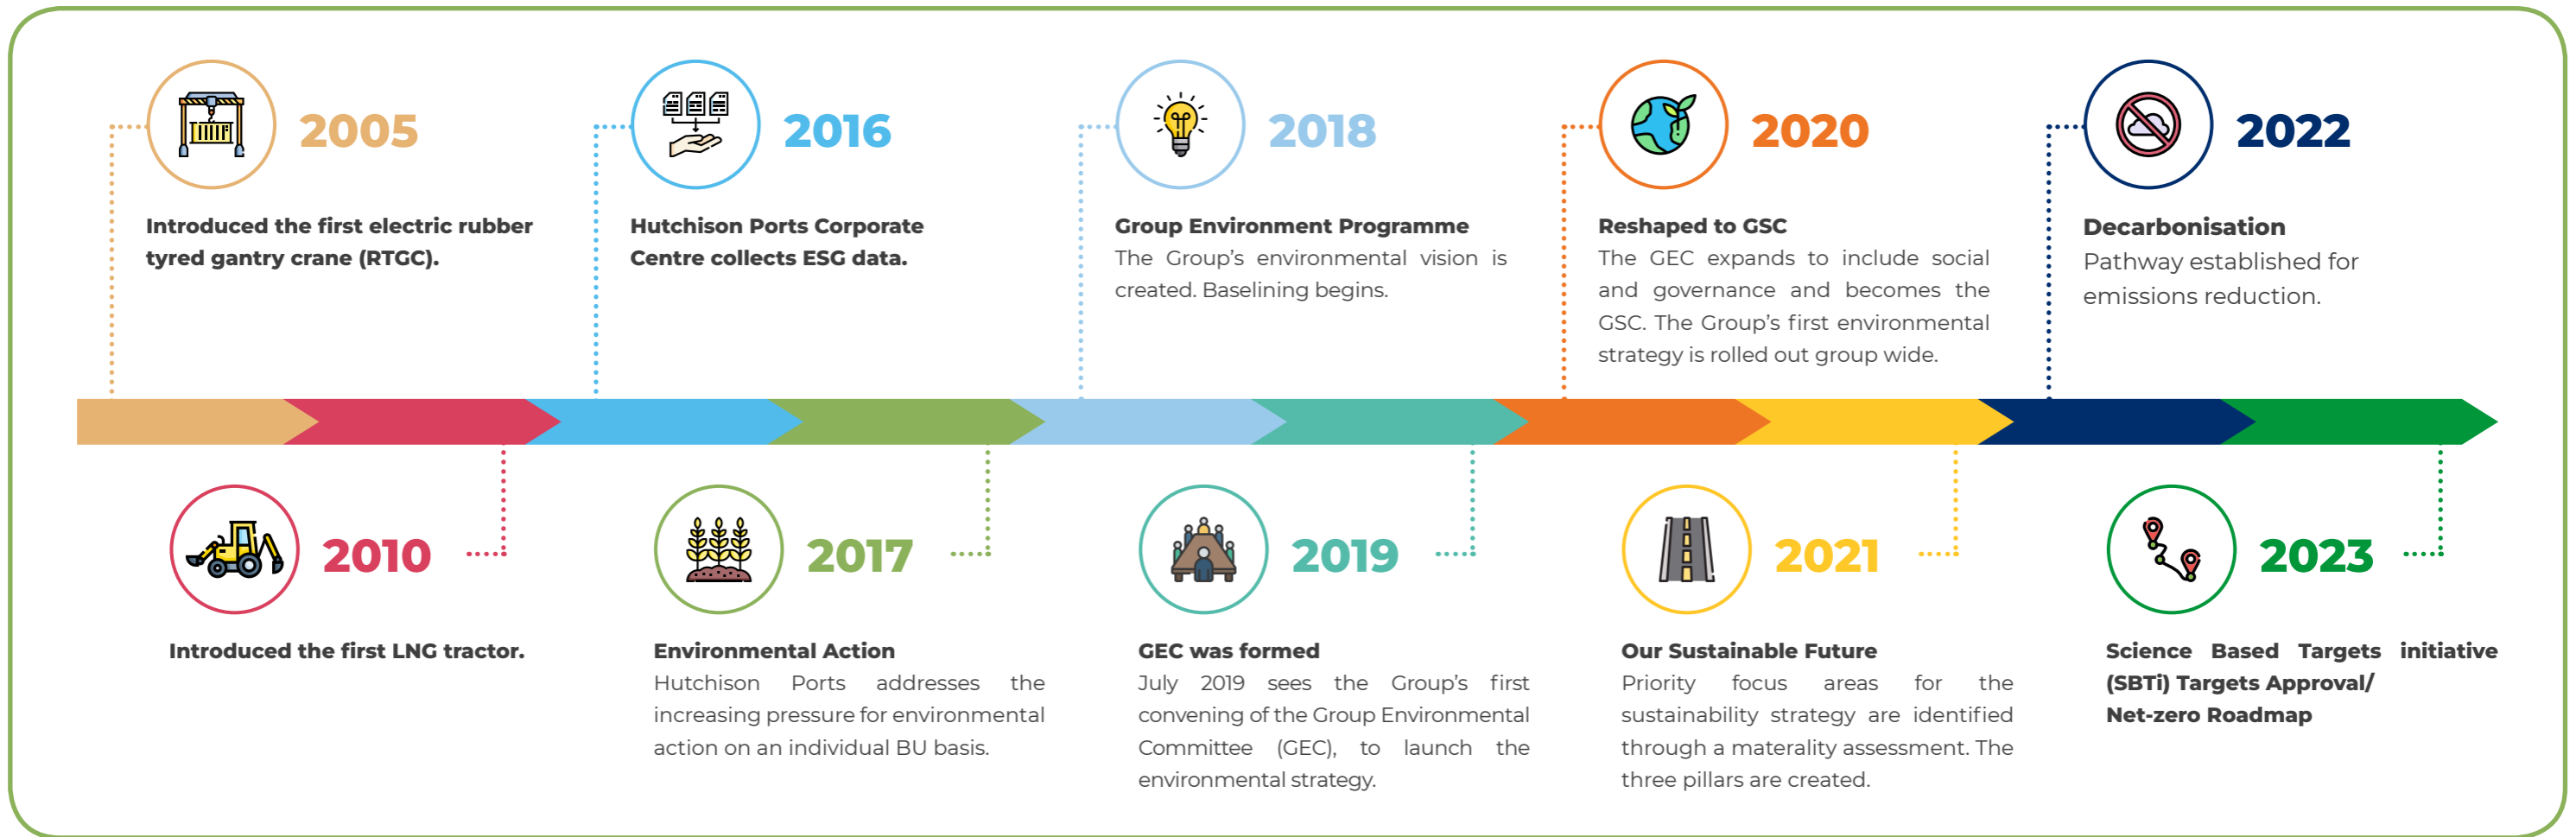 2005
Introduced the first electric rubber
tyred gantry crane (RTGC).
2016
Hutchison Ports Corporate
Centre collects ESG data.
2018
Group Environment Programme
The Group's environmental vision is
created. Baselining begins.
2020
Reshaped to GSC
The GEC expands to include social
and governance and becomes the
GSC. The Group's first environmental
strategy is rolled out group wide.
2022
Decarbonisation
Pathway established for
emissions reduction.
2010
Introduced the first LNG tractor.
2017
Environmental Action
Hutchison Ports addresses the
increasing pressure for environmental
action on an individual BU basis.
2019
GEC was formed
July 2019 sees the Group's first
convening of the Group Environmental
Committee (GEC), to launch the
environmental strategy.
2021
Our Sustainable Future
Priority focus areas for the
sustainability strategy are identified
through a materality assessment. The
three pillars are created.
2023
Science Based Targets initiative
(SBTi) Targets Approval/
Net-zero Roadmap